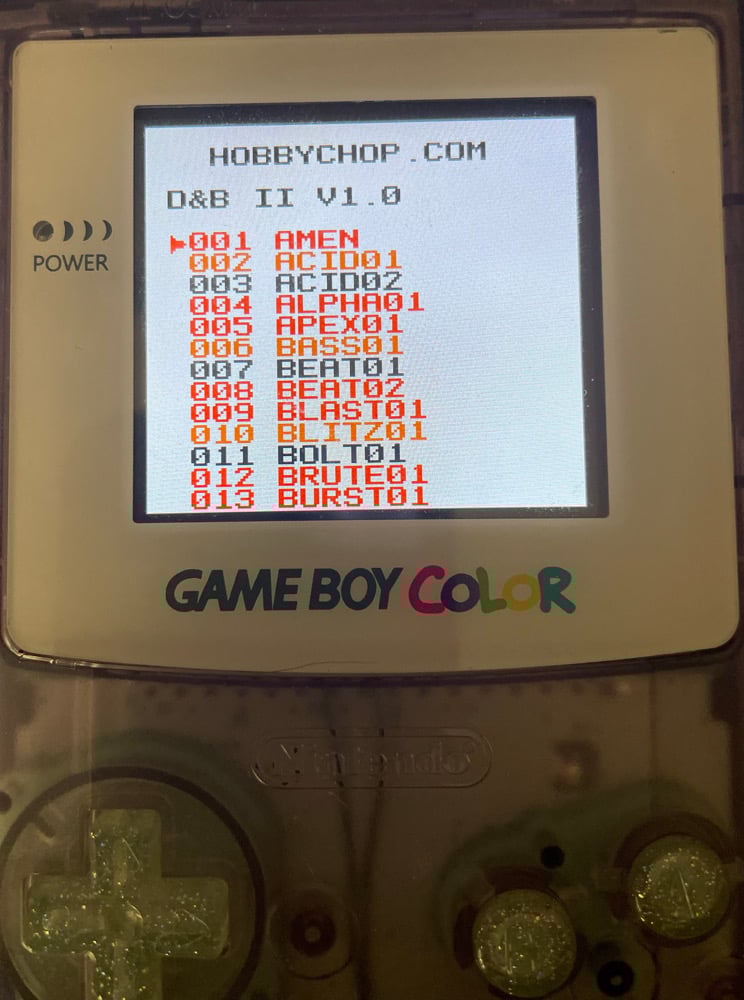 HOBBYCHOP.COM
D&B II V1.0
001 AMEN
002 ACID01
003 ACID02
004 ALPHA01
005 APEX01
006 BASS01
007 BEAT01
008 BEAT02
009 BLAST01
010 BLITZ01
011 BOLT01
012 BRUTE01
013 BURST01
POWER
GAME BOY COLOR
Nintendo